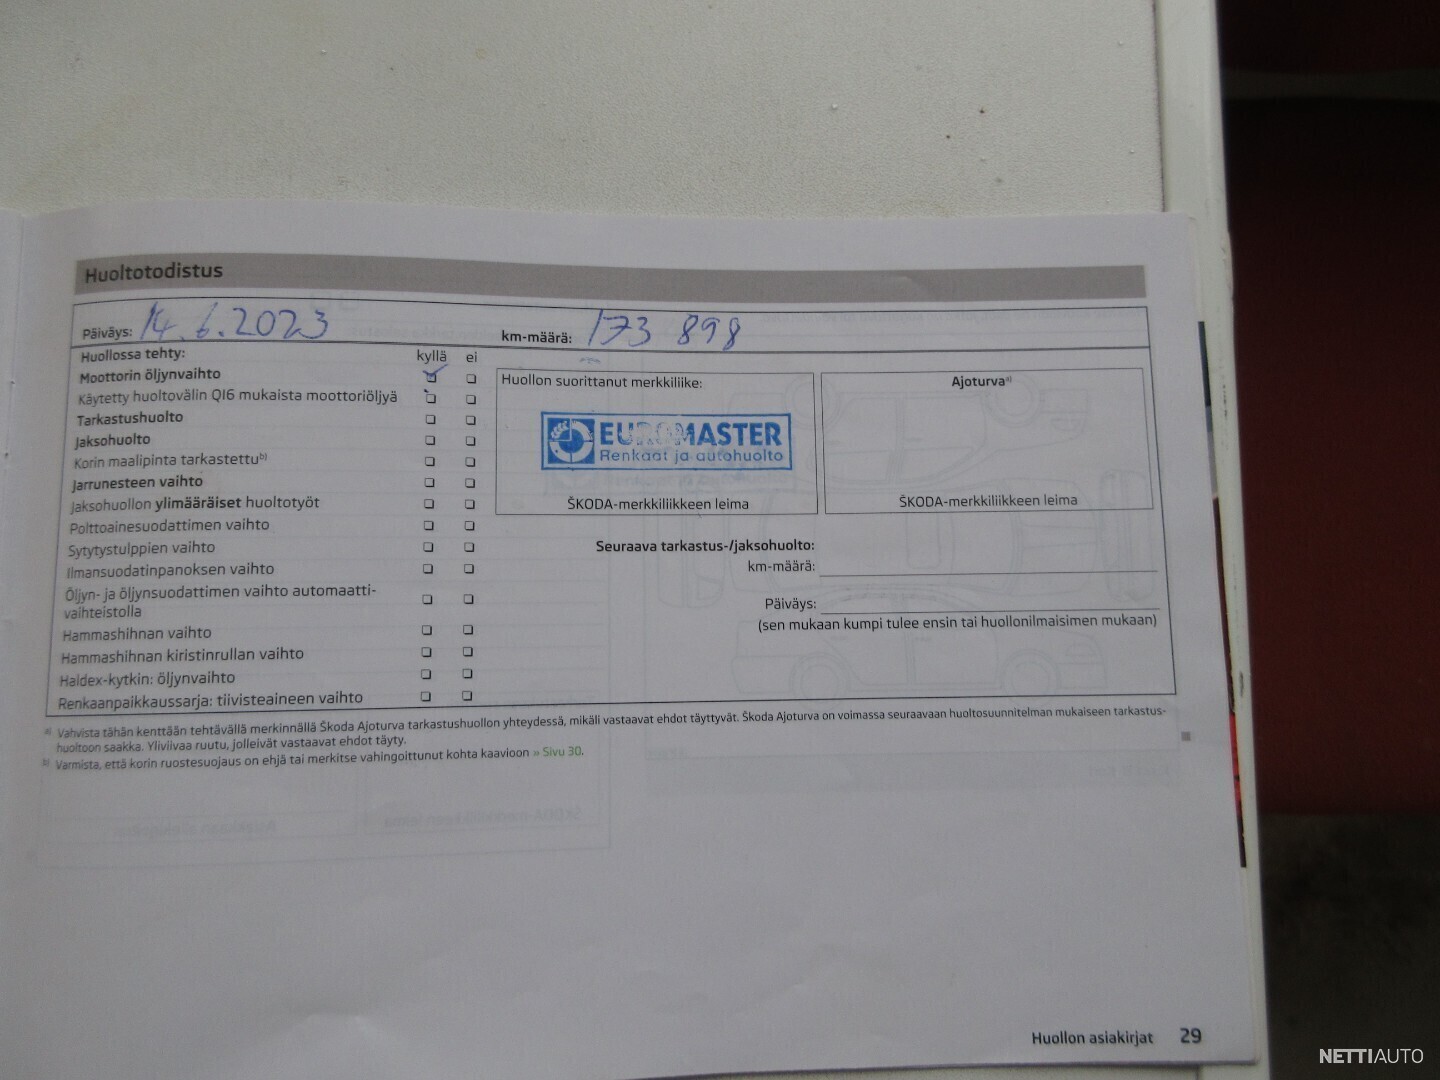 Huoltotodistus
Päiväys: 14.6.2023 km-määrä: 173 898
Huollossa tehty: kyllä ei
Moottorin öljynvaihto
Käytetty huoltovälin QI6 mukaista moottoriöljyä
Tarkastushuolto
Jaksohuolto
Korin maalipinta tarkastettu b)
Jarrunesteen vaihto
Jaksohuollon ylimääräiset huoltotyöt
Polttoainesuodattimen vaihto
Sytytystulppien vaihto
Ilmansuodatinpanoksen vaihto
Öljyn- ja öljynsuodattimen vaihto automaatti-
vaihteistolla
Hammashihnan vaihto
Hammashihnan kiristinrullan vaihto
Haldex-kytkin: öljynvaihto
Renkaanpaikkaussarja: tiivisteaineen vaihto
Huollon suorittanut merkkiliike:
EUROMASTER
Renkaat ja autohuolto
ŠKODA-merkkiliikkeen leima
Ajoturva a)
ŠKODA-merkkiliikkeen leima
Seuraava tarkastus-/jaksohuolto:
km-määrä:
Päiväys:
(sen mukaan kumpi tulee ensin tai huollonilmaisimen mukaan)
a) Vahvista tähän kenttään tehtävällä merkinnällä Škoda Ajoturva tarkastushuollon yhteydessä, mikäli vastaavat ehdot täyttyvät. Škoda Ajoturva on voimassa seuraavaan huoltosuunnitelman mukaiseen tarkastus-
huoltoon saakka. Yliviivaa ruutu, jolleivät vastaavat ehdot täyty.
b) Varmista, että korin ruostesuojaus on ehjä tai merkitse vahingoittunut kohta kaavioon » Sivu 30.
Huollon asiakirjat 29
NETTIAUTO